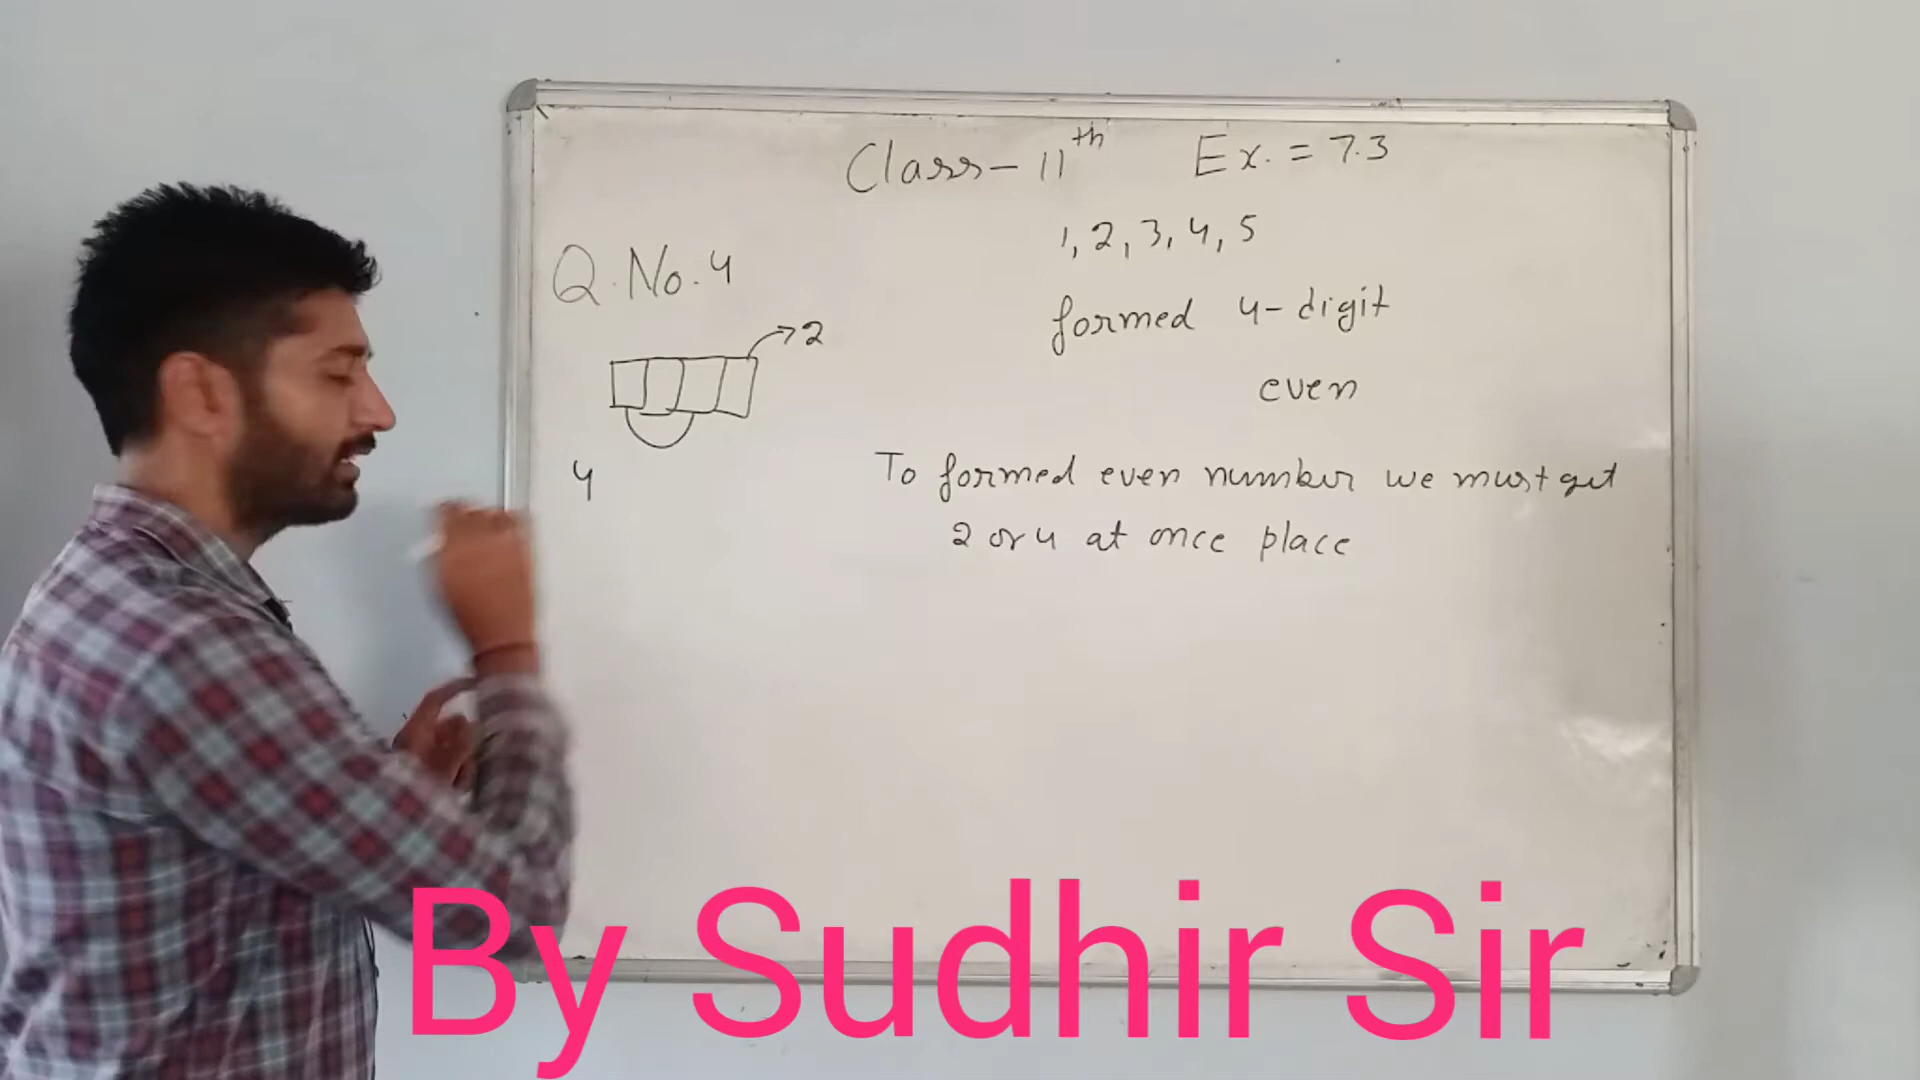 Class-11th Ex. = 7.3
1, 2, 3, 4, 5
Q. No. 4
formed 4-digit
→2
even
4
To formed even number we must get
2 or 4 at once place
By Sudhir Sir